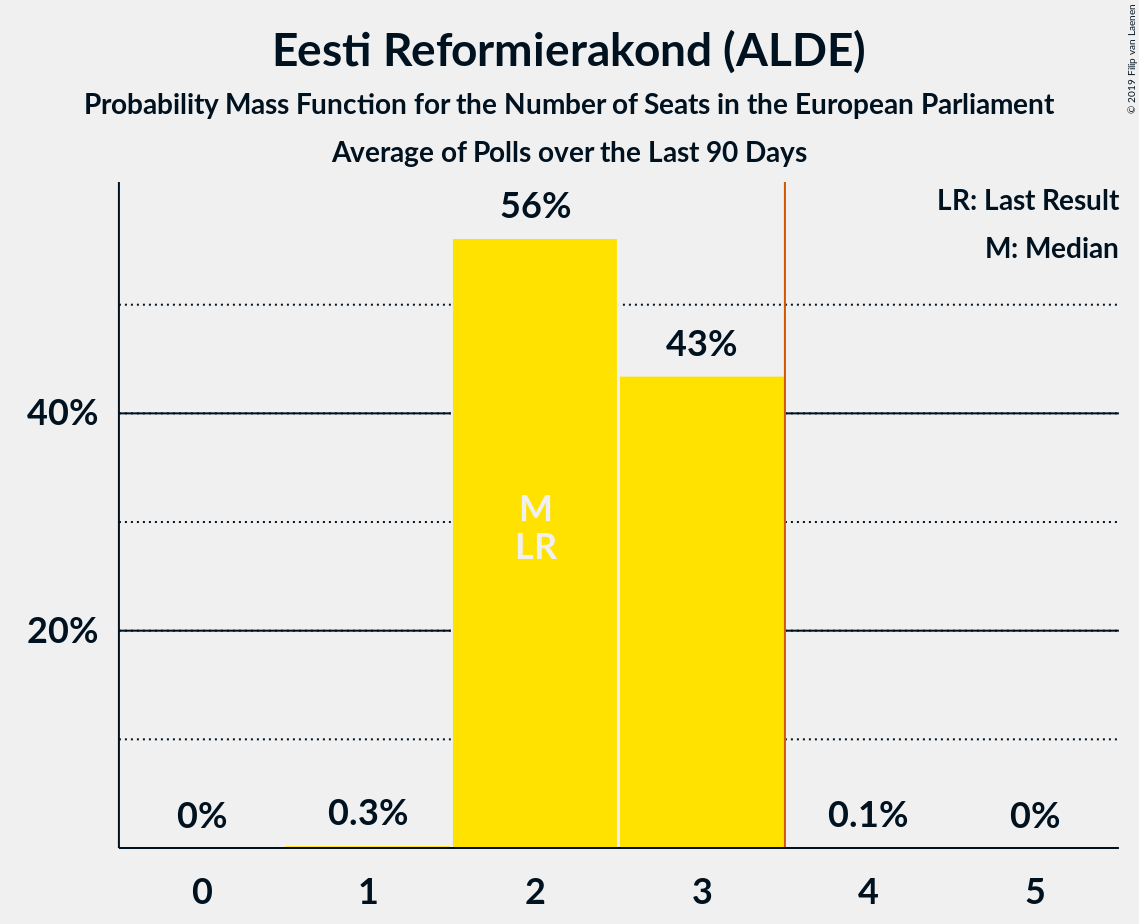 Eesti Reformierakond (ALDE)
Probability Mass Function for the Number of Seats in the European Parliament
Average of Polls over the Last 90 Days
© 2019 Filip van Laenen
LR: Last Result
M: Median
56%
43%
40%
M
LR
20%
0%
0.3%
0.1%
0%
0
1
2
3
4
5